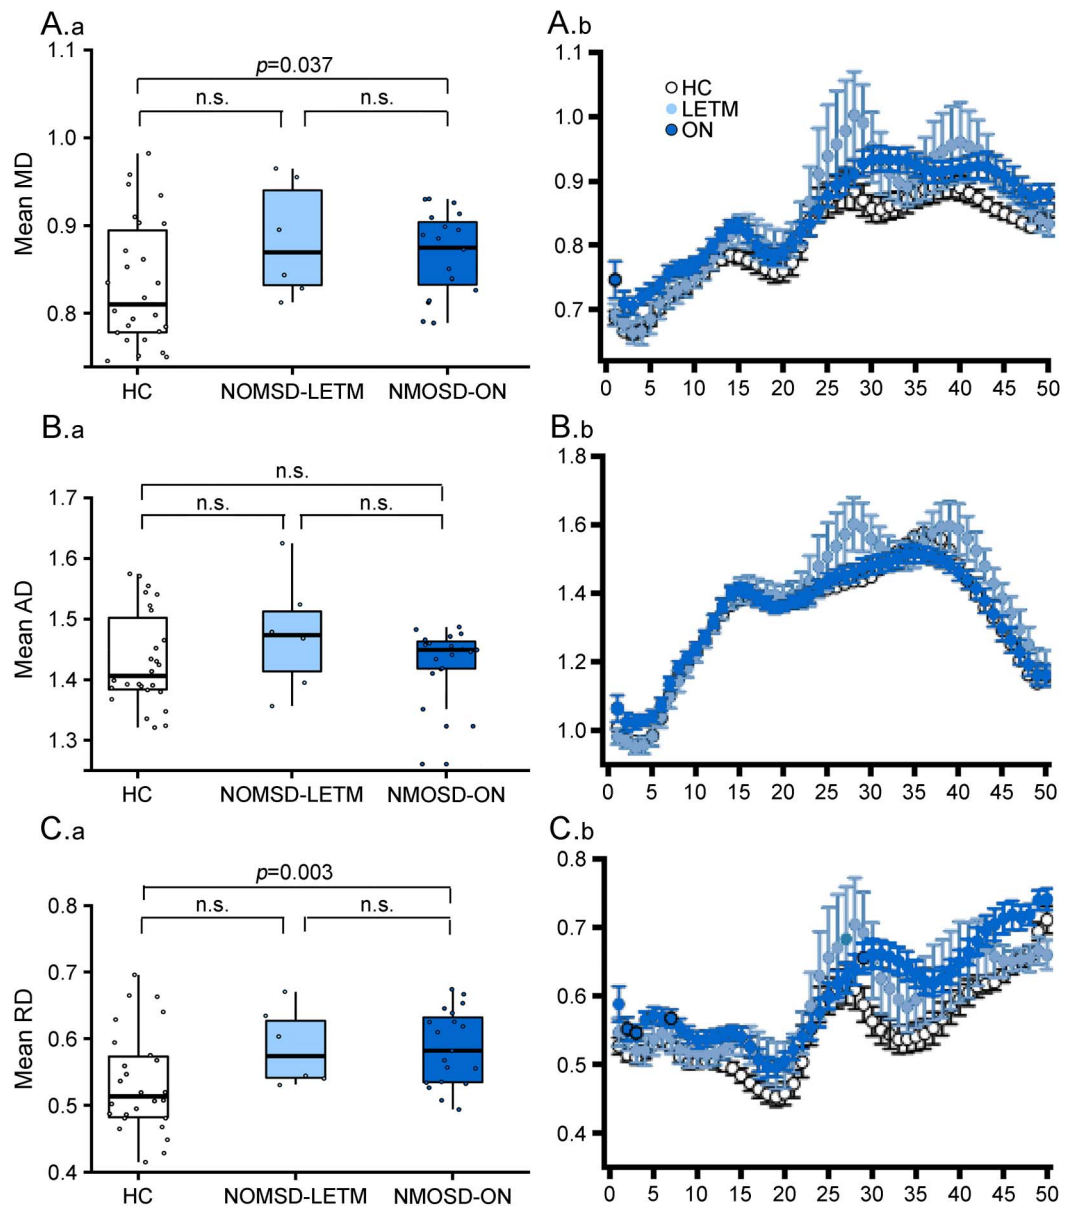 A.a
A.b
1.1
1.0
0.9
0.8
Mean MD
p=0.037
n.s.
n.s.
HC
NOMSD-LETM
NMOSD-ON
1.1
1.0
0.9
0.8
0.7
HC
LETM
ON
0 5 10 15 20 25 30 35 40 45 50
B.a
B.b
1.7
1.6
1.5
1.4
1.3
Mean AD
n.s.
n.s.
n.s.
HC
NOMSD-LETM
NMOSD-ON
1.8
1.6
1.4
1.2
1.0
0 5 10 15 20 25 30 35 40 45 50
C.a
C.b
0.8
0.7
0.6
0.5
0.4
Mean RD
p=0.003
n.s.
n.s.
HC
NOMSD-LETM
NMOSD-ON
0.8
0.7
0.6
0.5
0.4
0 5 10 15 20 25 30 35 40 45 50